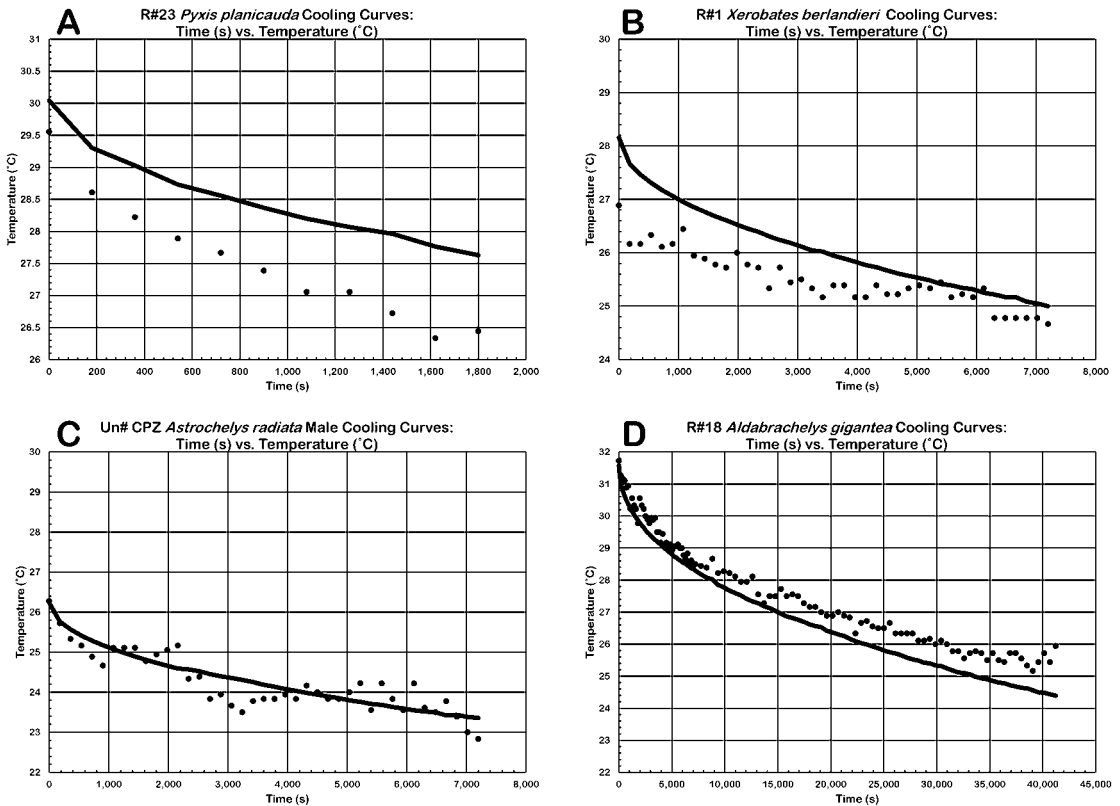 A
R#23 Pyxis planicauda Cooling Curves:
Time (s) vs. Temperature (˚C)
31
30.5
30
29.5
29
28.5
28
27.5
27
26.5
26
Temperature (˚C)
0 200 400 600 800 1,000 1,200 1,400 1,600 1,800 2,000
Time (s)
B
R#1 Xerobates berlandieri Cooling Curves:
Time (s) vs. Temperature (˚C)
30
29
28
27
26
25
24
Temperature (˚C)
0 1,000 2,000 3,000 4,000 5,000 6,000 7,000 8,000
Time (s)
C
Un# CPZ Astrochelys radiata Male Cooling Curves:
Time (s) vs. Temperature (˚C)
30
29
28
27
26
25
24
23
22
Temperature (˚C)
0 1,000 2,000 3,000 4,000 5,000 6,000 7,000 8,000
Time (s)
D
R#18 Aldabrachelys gigantea Cooling Curves:
Time (s) vs. Temperature (˚C)
32
31
30
29
28
27
26
25
24
23
22
Temperature (˚C)
0 5,000 10,000 15,000 20,000 25,000 30,000 35,000 40,000 45,000
Time (s)